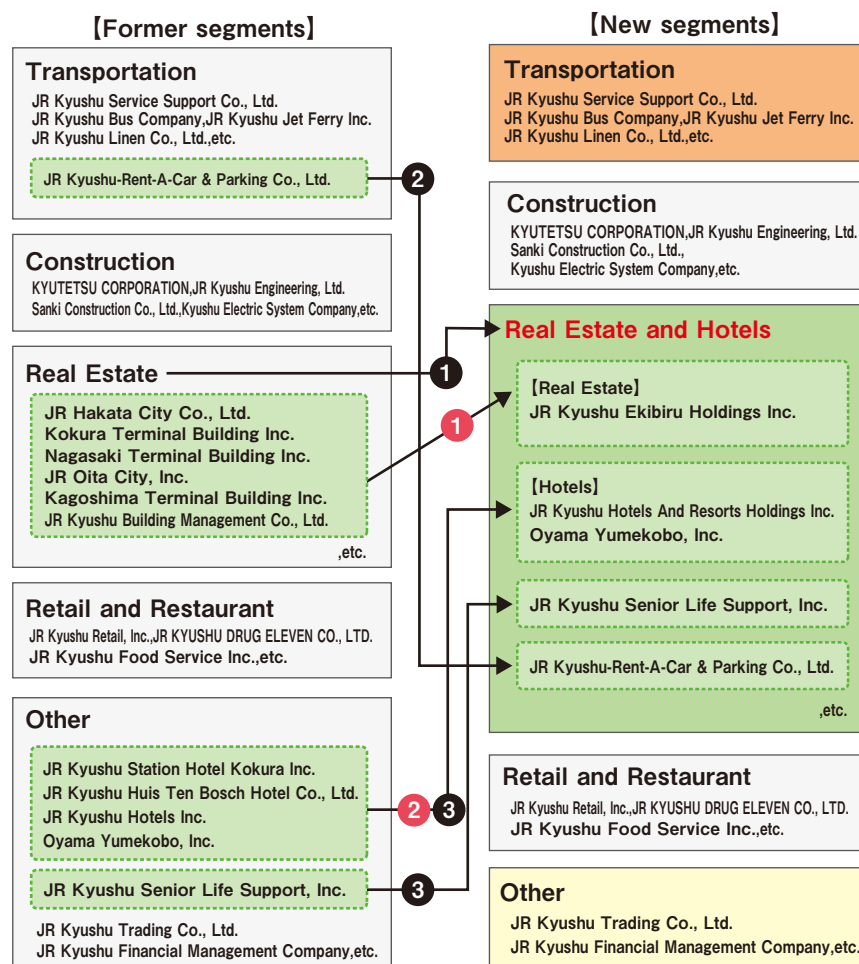 【Former segments】
Transportation
JR Kyushu Service Support Co., Ltd.
JR Kyushu Bus Company,JR Kyushu Jet Ferry Inc.
JR Kyushu Linen Co., Ltd.,etc.
JR Kyushu-Rent-A-Car & Parking Co., Ltd.
2
Construction
KYUTETSU CORPORATION,JR Kyushu Engineering, Ltd.
Sanki Construction Co., Ltd.,Kyushu Electric System Company,etc.
Real Estate
1
JR Hakata City Co., Ltd.
Kokura Terminal Building Inc.
Nagasaki Terminal Building Inc.
JR Oita City, Inc.
Kagoshima Terminal Building Inc.
JR Kyushu Building Management Co., Ltd.
,etc.
1
Retail and Restaurant
JR Kyushu Retail, Inc.,JR KYUSHU DRUG ELEVEN CO., LTD.
JR Kyushu Food Service Inc.,etc.
Other
JR Kyushu Station Hotel Kokura Inc.
JR Kyushu Huis Ten Bosch Hotel Co., Ltd.
JR Kyushu Hotels Inc.
Oyama Yumekobo, Inc.
2 3
JR Kyushu Senior Life Support, Inc.
3
JR Kyushu Trading Co., Ltd.
JR Kyushu Financial Management Company,etc.
【New segments】
Transportation
JR Kyushu Service Support Co., Ltd.
JR Kyushu Bus Company,JR Kyushu Jet Ferry Inc.
JR Kyushu Linen Co., Ltd.,etc.
Construction
KYUTETSU CORPORATION,JR Kyushu Engineering, Ltd.
Sanki Construction Co., Ltd.,
Kyushu Electric System Company,etc.
Real Estate and Hotels
【Real Estate】
JR Kyushu Ekibiru Holdings Inc.
【Hotels】
JR Kyushu Hotels And Resorts Holdings Inc.
Oyama Yumekobo, Inc.
JR Kyushu Senior Life Support, Inc.
JR Kyushu-Rent-A-Car & Parking Co., Ltd.
,etc.
Retail and Restaurant
JR Kyushu Retail, Inc.,JR KYUSHU DRUG ELEVEN CO., LTD.
JR Kyushu Food Service Inc.,etc.
Other
JR Kyushu Trading Co., Ltd.
JR Kyushu Financial Management Company,etc.